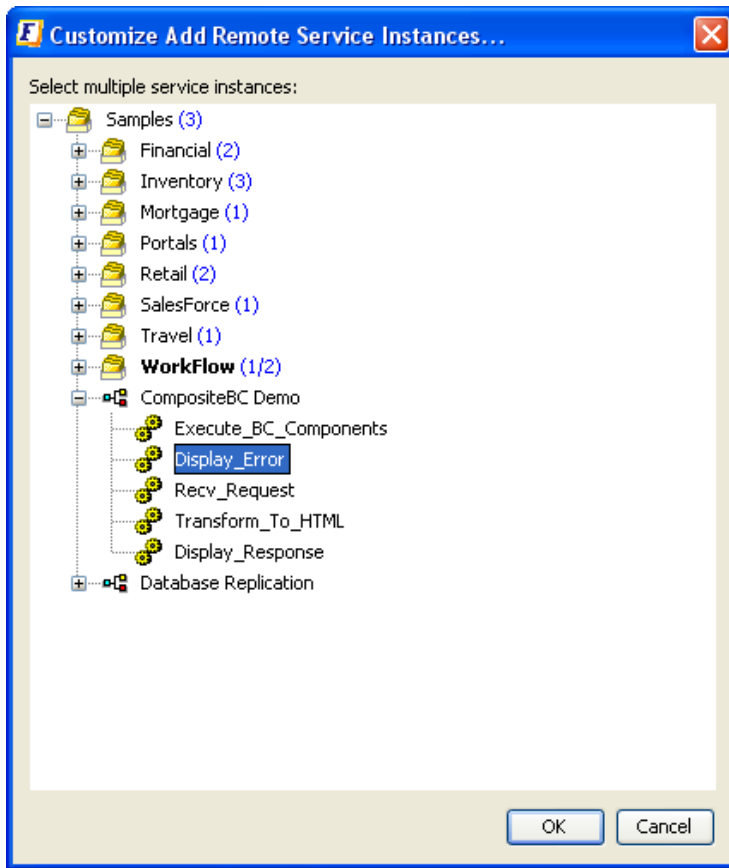 Customize Add Remote Service Instances...
Select multiple service instances:
Samples (3)
Financial (2)
Inventory (3)
Mortgage (1)
Portals (1)
Retail (2)
SalesForce (1)
Travel (1)
WorkFlow (1/2)
CompositeBC Demo
Execute_BC_Components
Display_Error
Recv_Request
Transform_To_HTML
Display_Response
Database Replication
OK Cancel